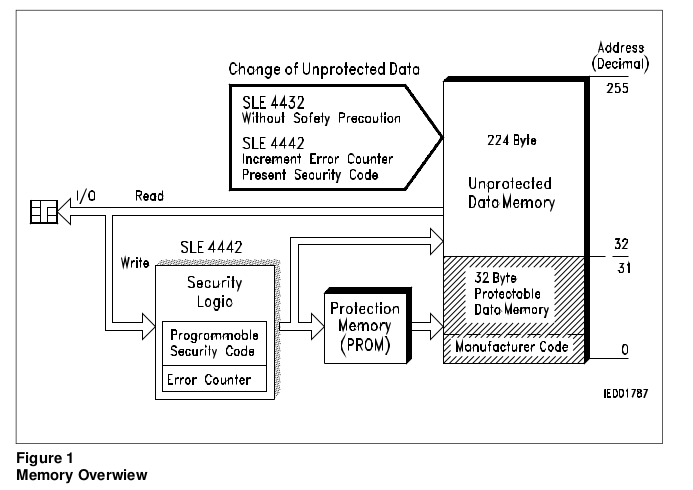 Address
(Decimal)
255
Change of Unprotected Data
SLE 4432
Without Safety Precaution
SLE 4442
Increment Error Counter
Present Security Code
224 Byte
Unprotected
Data Memory
I/O
Read
SLE 4442
Write
Security
Logic
Programmable
Security Code
Error Counter
Protection
Memory
(PROM)
32
31
32 Byte
Protectable
Data Memory
Manufacturer Code
0
IED01787
Figure 1
Memory Overwiew